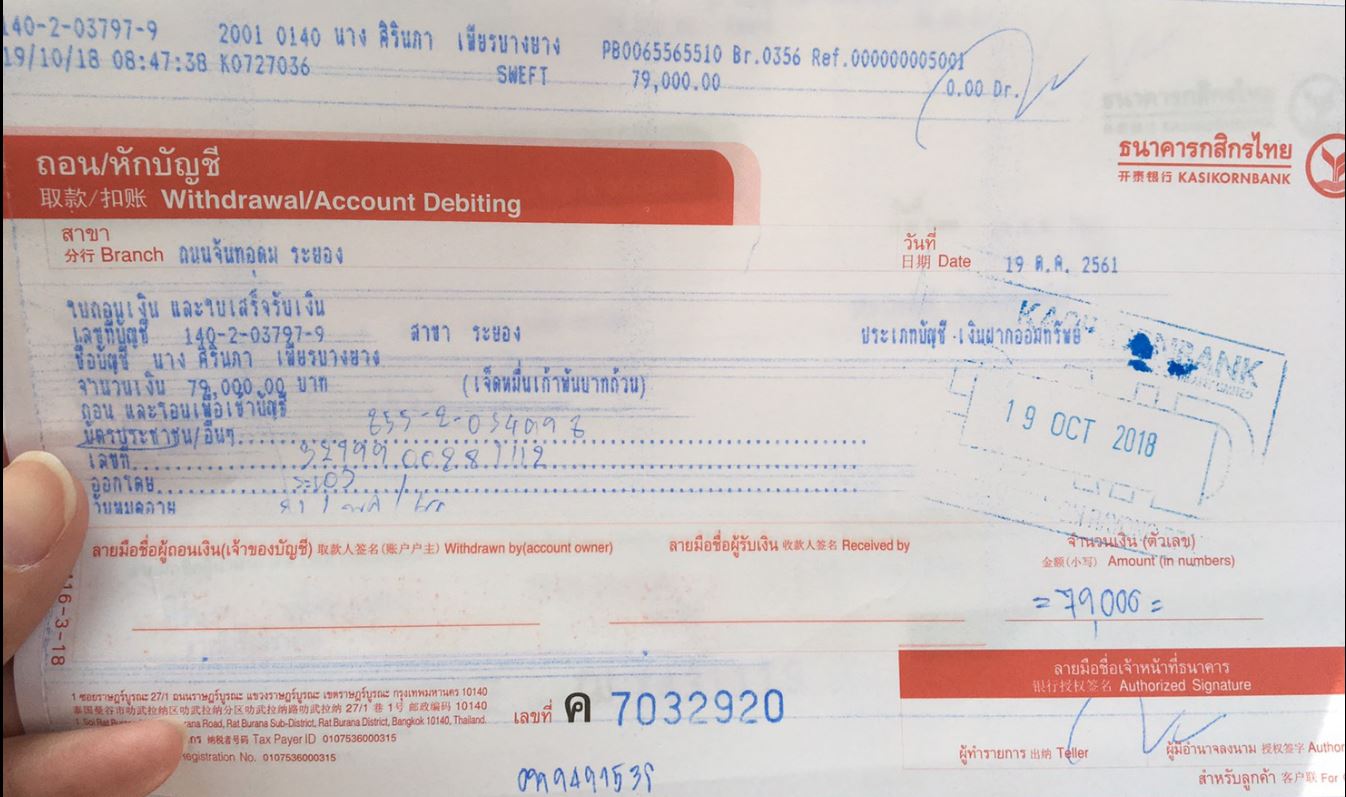 140-2-03797-9 2001 0140 นาง ศิรินภา เพียรบางยาง PB0065565510 Br.0356 Ref.000000005001
19/10/18 08:47:38 K0727036 SWEFT 79,000.00 0.00 Dr.
ธนาคารกสิกรไทย
开泰银行 KASIKORNBANK
ถอน/หักบัญชี
取款/扣账 Withdrawal/Account Debiting
สาขา
分行 Branch ถนนจันทอุดม ระยอง
วันที่
日期 Date 19 ต.ค. 2561
ใบถอนเงิน และใบเสร็จรับเงิน
เลขที่บัญชี 140-2-03797-9 สาขา ระยอง ประเภทบัญชี เงินฝากออมทรัพย์
ชื่อบัญชี นาง ศิรินภา เพียรบางยาง
จำนวนเงิน 79,000.00 บาท (เจ็ดหมื่นเก้าพันบาทถ้วน)
ถอน และโอนเพื่อเข้าบัญชี
บัตรประชาชน/อื่นๆ
เลขที่
ออกโดย
วันหมดอายุ
KASIKORNBANK
19 OCT 2018
ลายมือชื่อผู้ถอนเงิน(เจ้าของบัญชี) 取款人签名 (账户户主) Withdrawn by(account owner)
ลายมือชื่อผู้รับเงิน 收款人签名 Received by
จำนวนเงิน (ตัวเลข)
金额(小写) Amount (in numbers)
=79,000=
16-3-18
ลายมือชื่อเจ้าหน้าที่ธนาคาร
银行授权签名 Authorized Signature
1 ซอยราษฎร์บูรณะ 27/1 ถนนราษฎร์บูรณะ แขวงราษฎร์บูรณะ เขตราษฎร์บูรณะ กรุงเทพมหานคร 10140
泰国曼谷市叻武拉纳区叻武拉纳分区叻武拉纳路叻武拉纳 27/1 巷 1 号 邮政编码 10140
1 Soi Rat Road, Rat Burana Sub-District, Rat Burana District, Bangkok 10140, Thailand.
纳税者号码 Tax Payer ID 0107536000315
Registration No. 0107536000315
เลขที่ ค 7032920
ผู้ทำรายการ 出纳 Teller
ผู้มีอำนาจลงนาม 授权签字
สำหรับลูกค้า 客户联